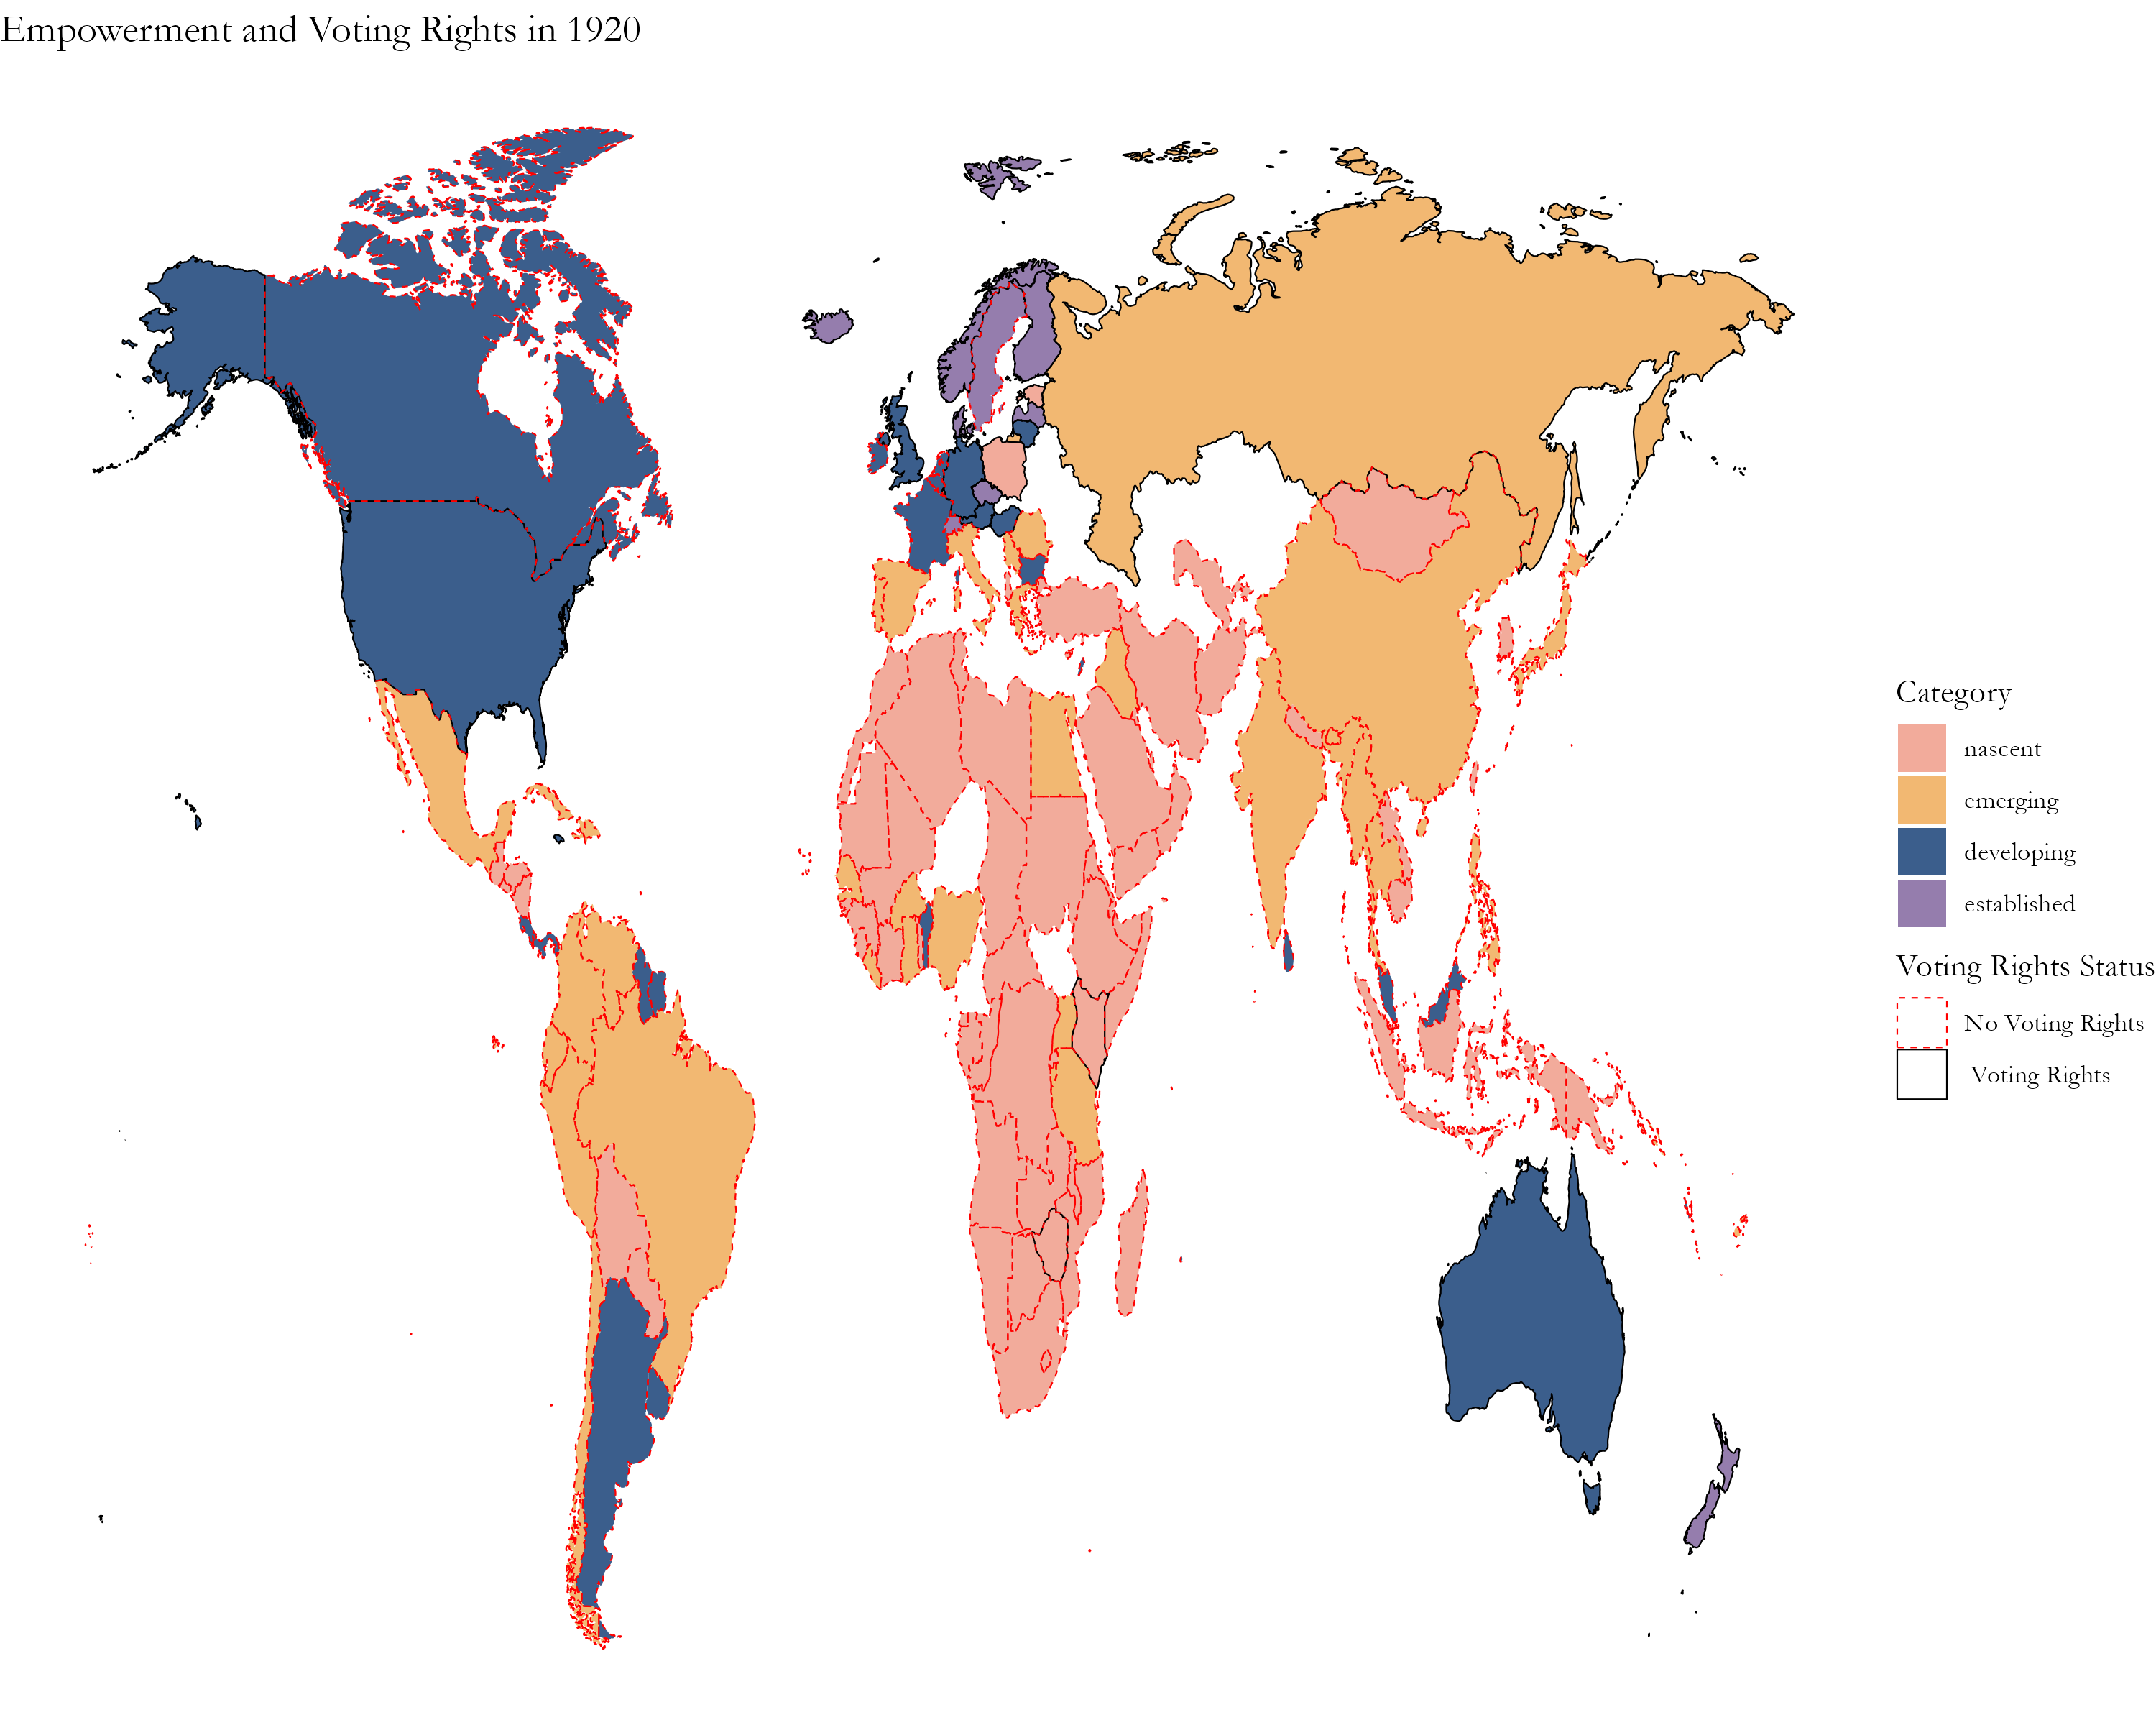 Empowerment and Voting Rights in 1920
Category
nascent
emerging
developing
established
Voting Rights Status
No Voting Rights
Voting Rights